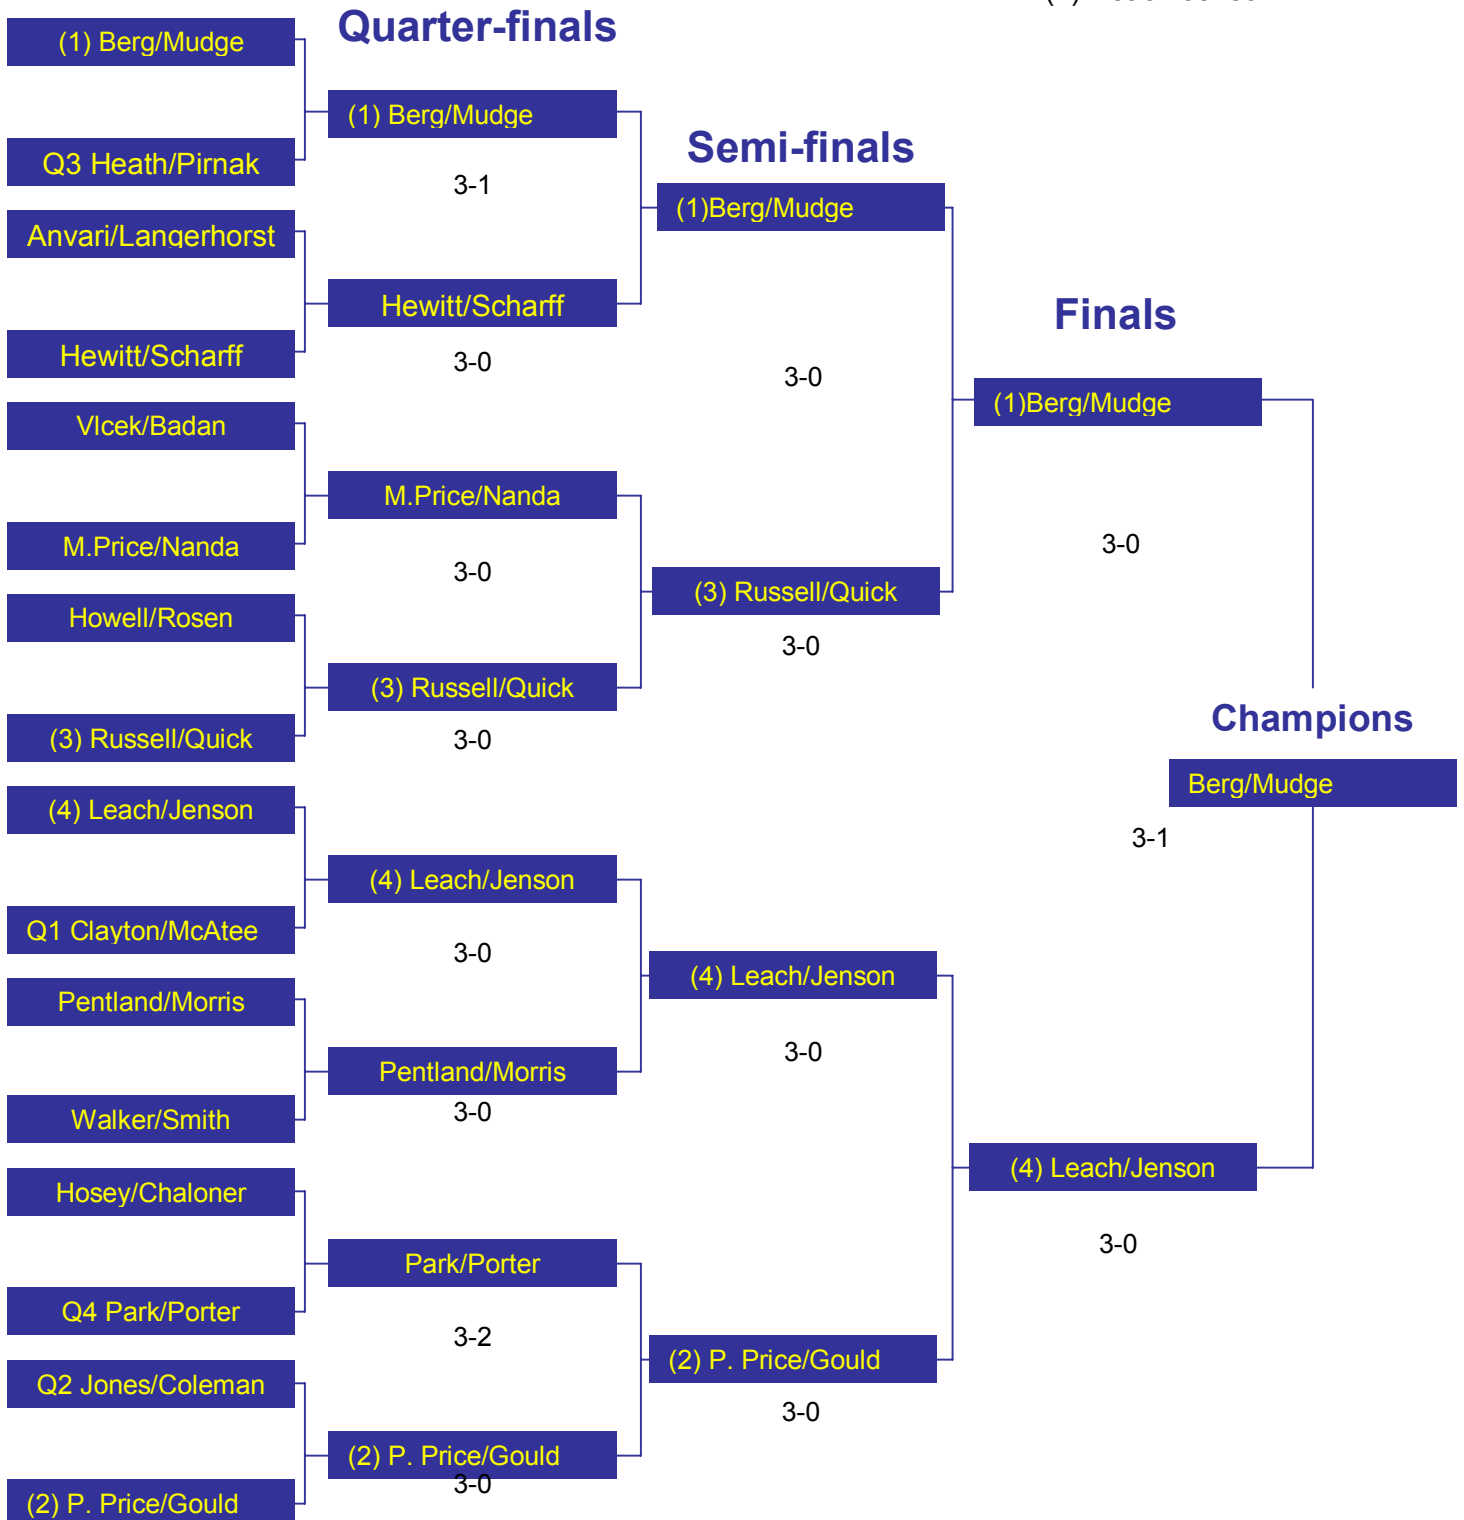 Quarter-finals
Semi-finals
Finals
Champions
(1) Berg/Mudge
Q3 Heath/Pirnak
Anvari/Langerhorst
Hewitt/Scharff
Vlcek/Badan
M.Price/Nanda
Howell/Rosen
(3) Russell/Quick
(4) Leach/Jenson
Q1 Clayton/McAtee
Pentland/Morris
Walker/Smith
Hosey/Chaloner
Q4 Park/Porter
Q2 Jones/Coleman
(2) P. Price/Gould
(1) Berg/Mudge
3-1
Hewitt/Scharff
3-0
M.Price/Nanda
3-0
(3) Russell/Quick
3-0
(4) Leach/Jenson
3-0
Pentland/Morris
3-0
Park/Porter
3-2
(2) P. Price/Gould
3-0
(1)Berg/Mudge
3-0
(3) Russell/Quick
3-0
(4) Leach/Jenson
3-0
(2) P. Price/Gould
3-0
(1)Berg/Mudge
3-0
(4) Leach/Jenson
3-0
Berg/Mudge
3-1